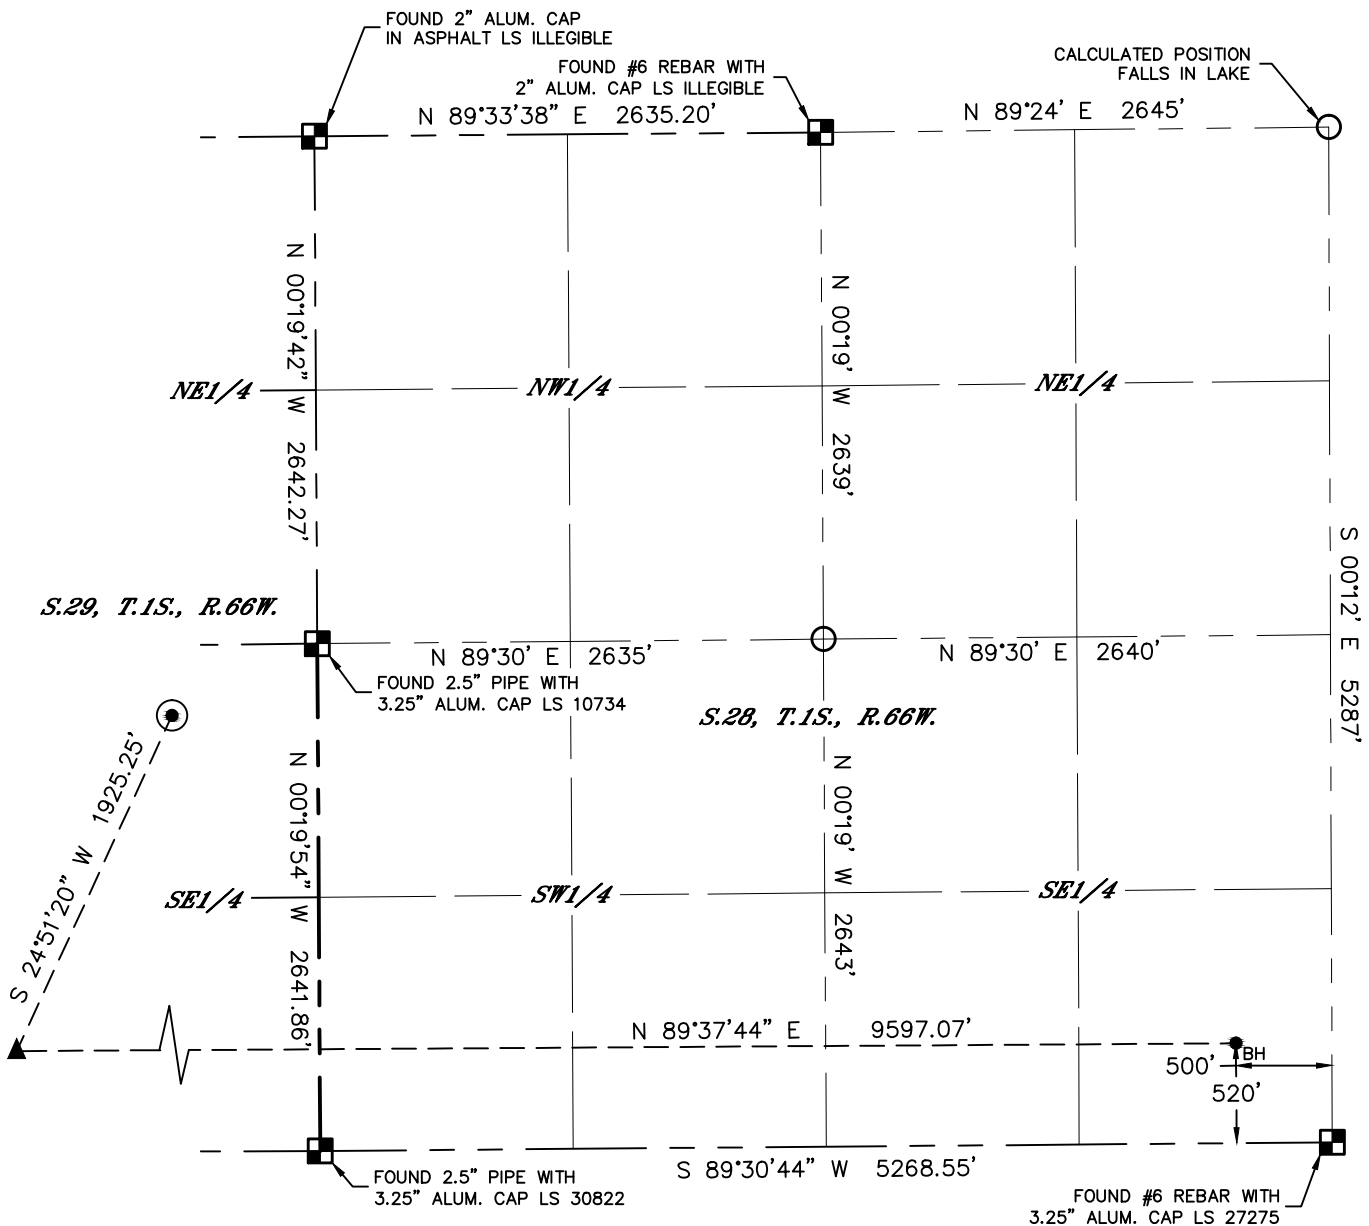 FOUND 2" ALUM. CAP
IN ASPHALT LS ILLEGIBLE
FOUND #6 REBAR WITH
2" ALUM. CAP LS ILLEGIBLE
CALCULATED POSITION
FALLS IN LAKE
N 89°33'38" E 2635.20'
N 89°24' E 2645'
N 00°19'42" W 2642.27'
N 00°19' W 2639'
NE1/4
NW1/4
NE1/4
S 00°12' E 5287'
S.29, T.1S., R.66W.
N 89°30' E 2635'
N 89°30' E 2640'
FOUND 2.5" PIPE WITH
3.25" ALUM. CAP LS 10734
S.28, T.1S., R.66W.
S 24°51'20" W 1925.25'
N 00°19'54" W 2641.86'
N 00°19' W 2643'
SE1/4
SW1/4
SE1/4
N 89°37'44" E 9597.07'
BH
500'
520'
S 89°30'44" W 5268.55'
FOUND 2.5" PIPE WITH
3.25" ALUM. CAP LS 30822
FOUND #6 REBAR WITH
3.25" ALUM. CAP LS 27275